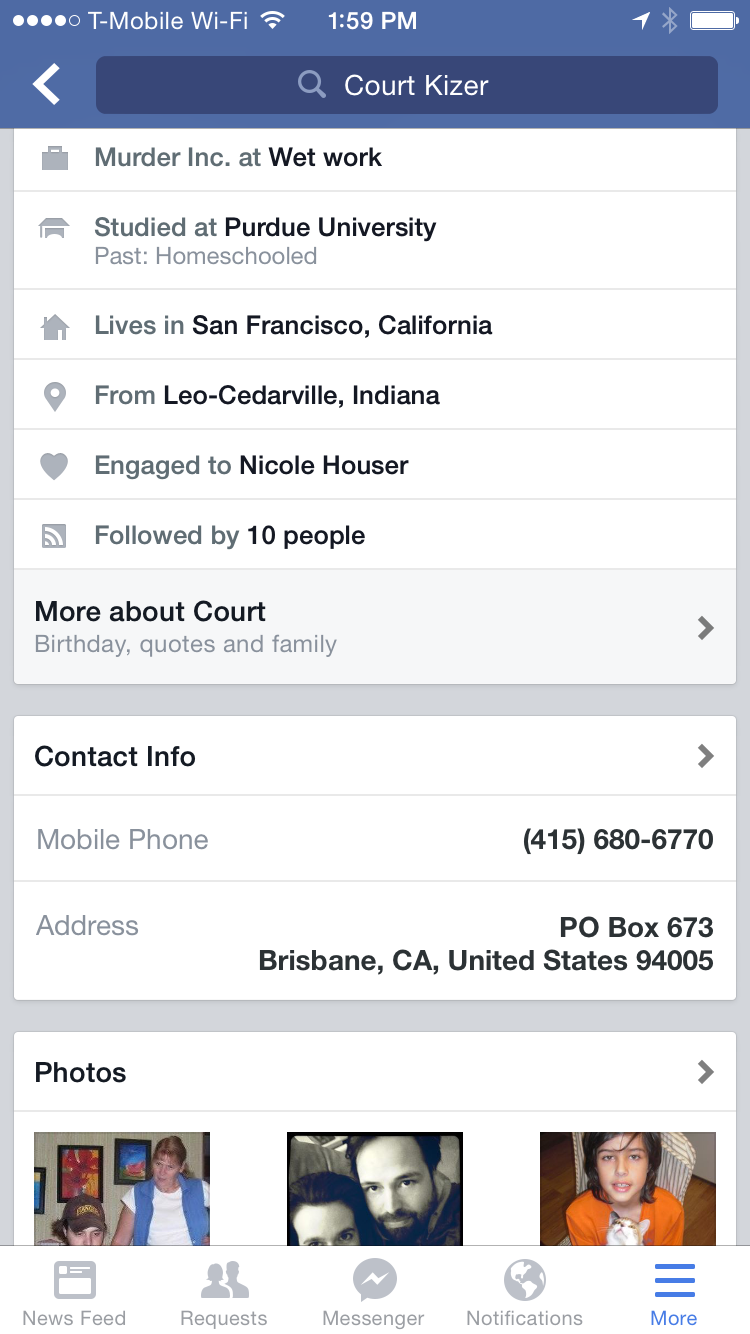 T-Mobile Wi-Fi 1:59 PM
Court Kizer
Murder Inc. at Wet work
Studied at Purdue University
Past: Homeschooled
Lives in San Francisco, California
From Leo-Cedarville, Indiana
Engaged to Nicole Houser
Followed by 10 people
More about Court
Birthday, quotes and family
Contact Info
Mobile Phone (415) 680-6770
Address PO Box 673
Brisbane, CA, United States 94005
Photos
News Feed Requests Messenger Notifications More